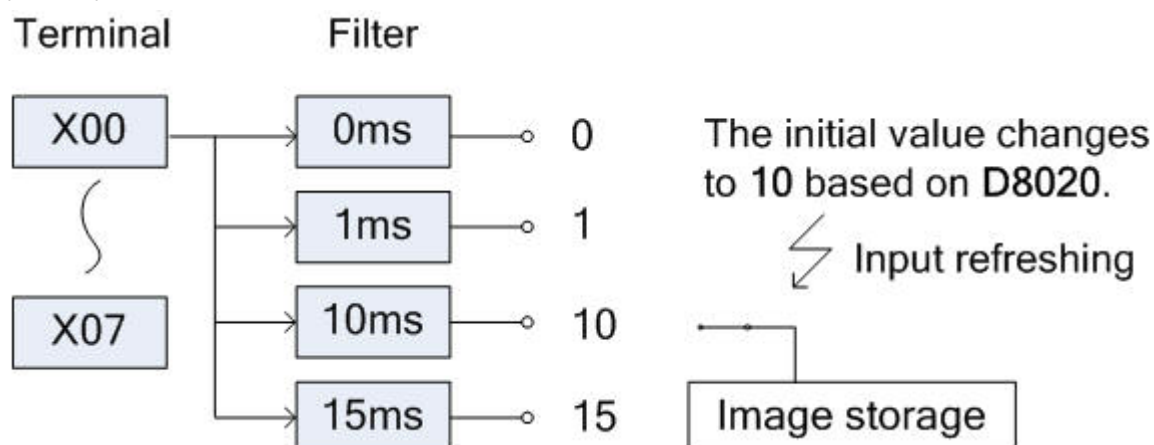 Terminal Filter
X00 0ms 0
The initial value changes
to 10 based on D8020.
1ms 1
Input refreshing
X07 10ms 10
15ms 15
Image storage